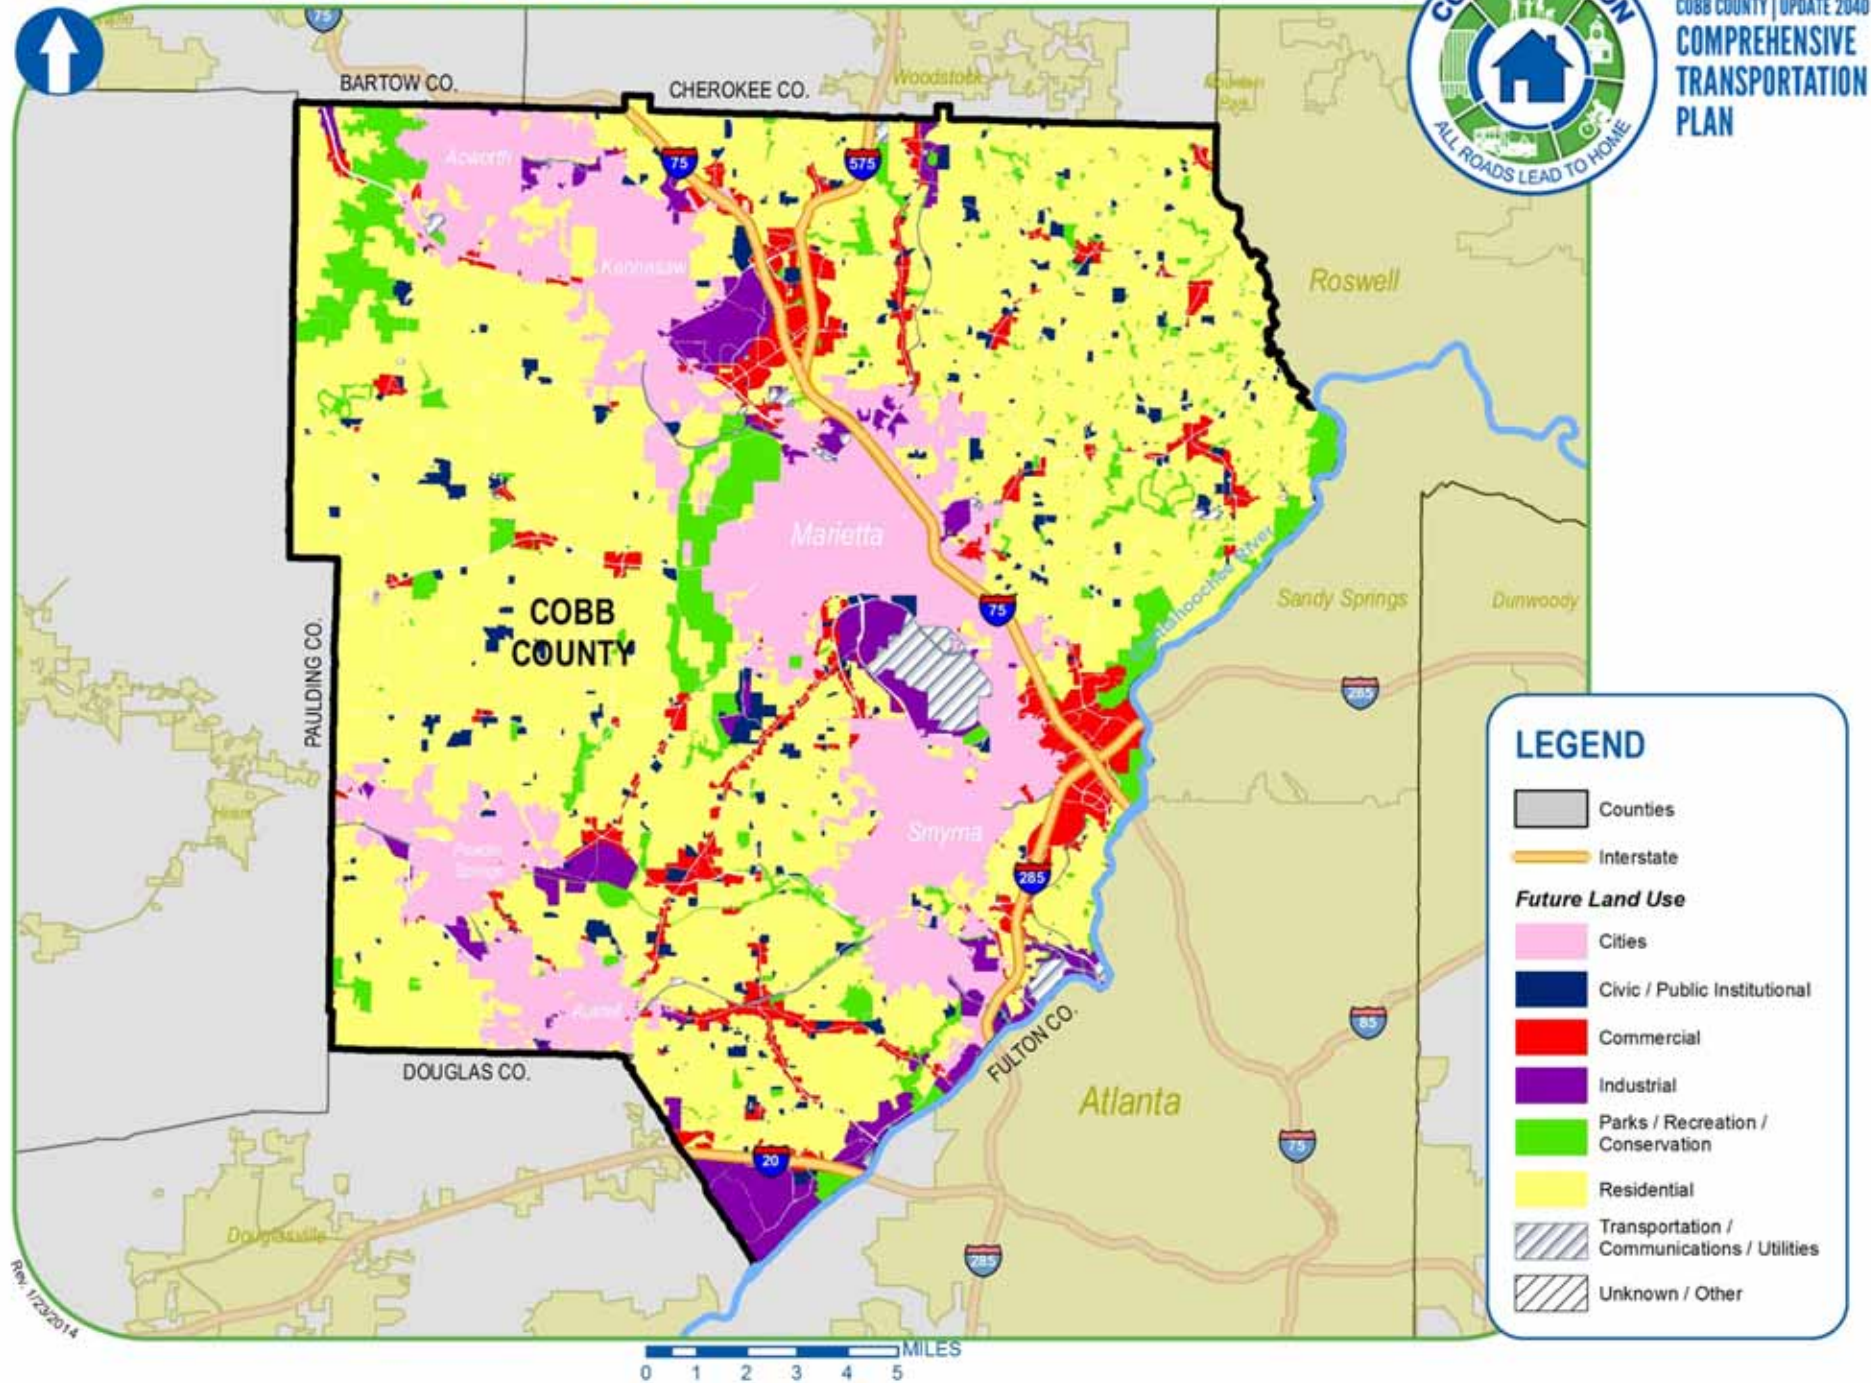 COBB COUNTY | UPDATE 2040
COMPREHENSIVE
TRANSPORTATION
PLAN
ALL ROADS LEAD TO HOME
75
BARTOW CO.
CHEROKEE CO.
Woodstock
Mountain
Park
Acworth
75
575
Kennesaw
Roswell
Marietta
Chattahoochee River
COBB
COUNTY
75
Sandy Springs
Dunwoody
PAULDING CO.
285
Smyrna
Powder
Springs
285
Austell
FULTON CO.
DOUGLAS CO.
85
Atlanta
75
20
Douglasville
285
Rev. 1/23/2014
LEGEND
Counties
Interstate
Future Land Use
Cities
Civic / Public Institutional
Commercial
Industrial
Parks / Recreation /
Conservation
Residential
Transportation /
Communications / Utilities
Unknown / Other
MILES
0 1 2 3 4 5